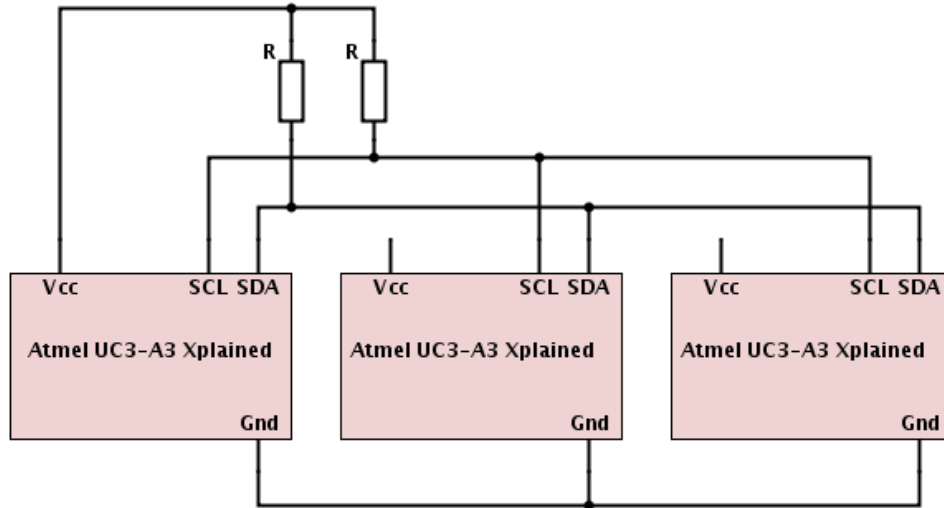 R R
Vcc SCL SDA Vcc SCL SDA Vcc SCL SDA
Atmel UC3-A3 Xplained Atmel UC3-A3 Xplained Atmel UC3-A3 Xplained
Gnd Gnd Gnd